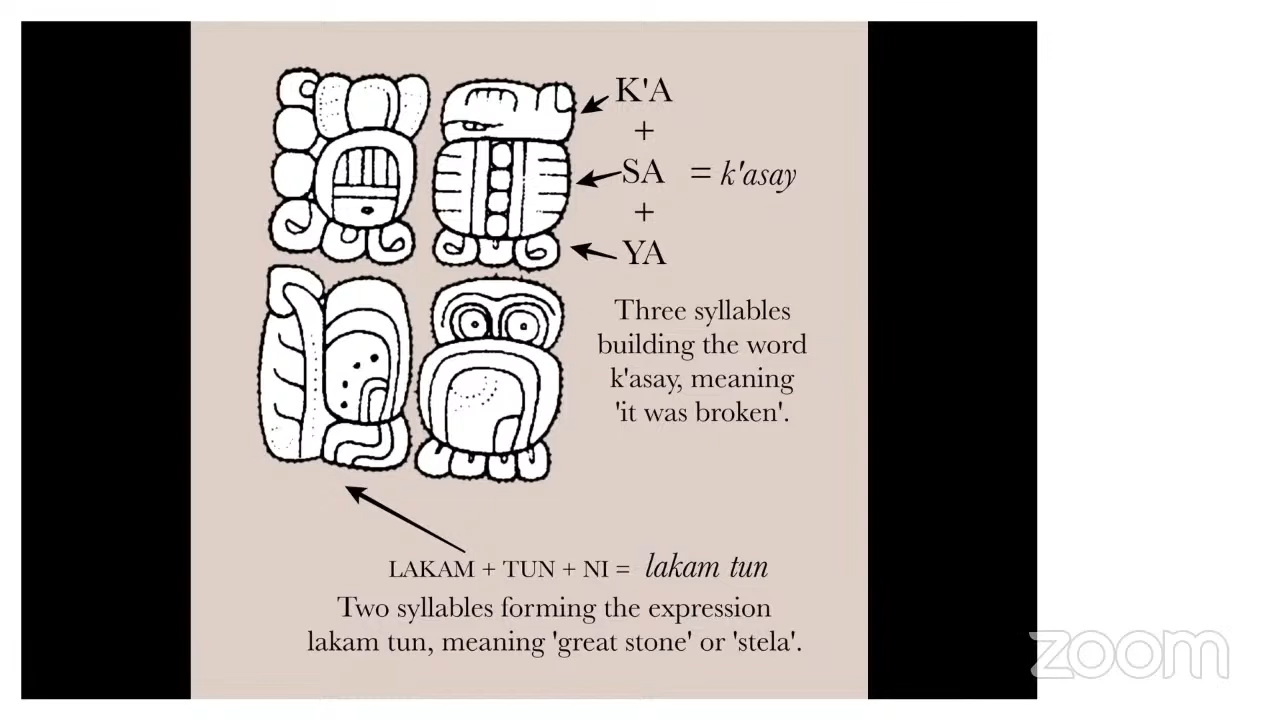 K'A
+
SA = k'asay
+
YA
Three syllables
building the word
k'asay, meaning
'it was broken'.
LAKAM + TUN + NI = lakam tun
Two syllables forming the expression
lakam tun, meaning 'great stone' or 'stela'.
zoom